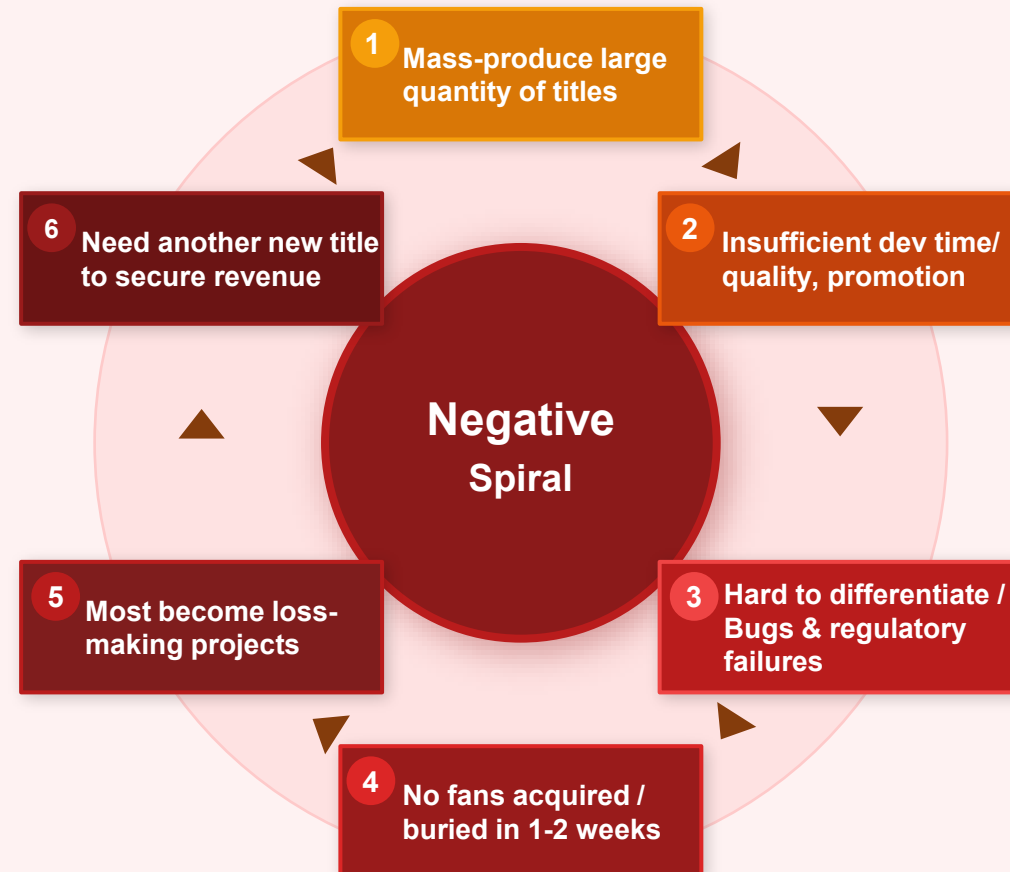 1
Mass-produce large
quantity of titles
2
Insufficient dev time/
quality, promotion
3
Hard to differentiate /
Bugs & regulatory
failures
4
No fans acquired /
buried in 1-2 weeks
5
Most become loss-
making projects
6
Need another new title
to secure revenue
Negative
Spiral